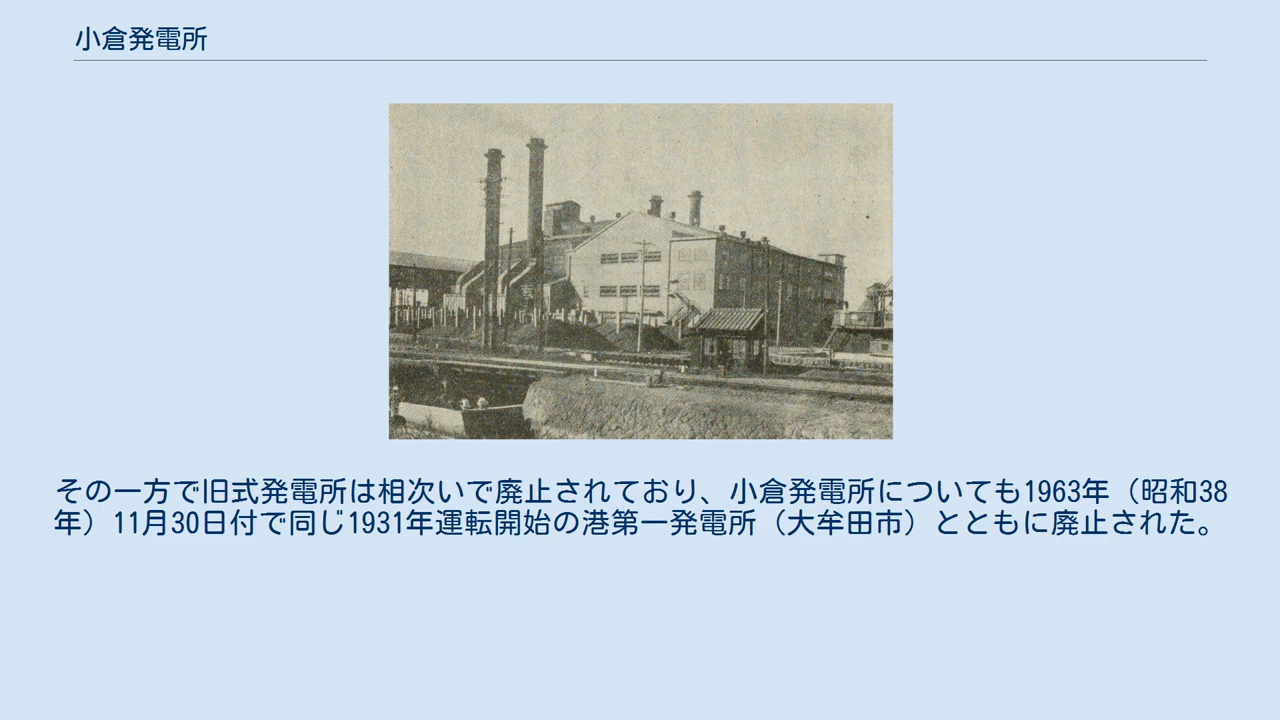 小倉発電所
その一方で旧式発電所は相次いで廃止されており、小倉発電所についても1963年（昭和38
年）11月30日付で同じ1931年運転開始の港第一発電所（大牟田市）とともに廃止された。